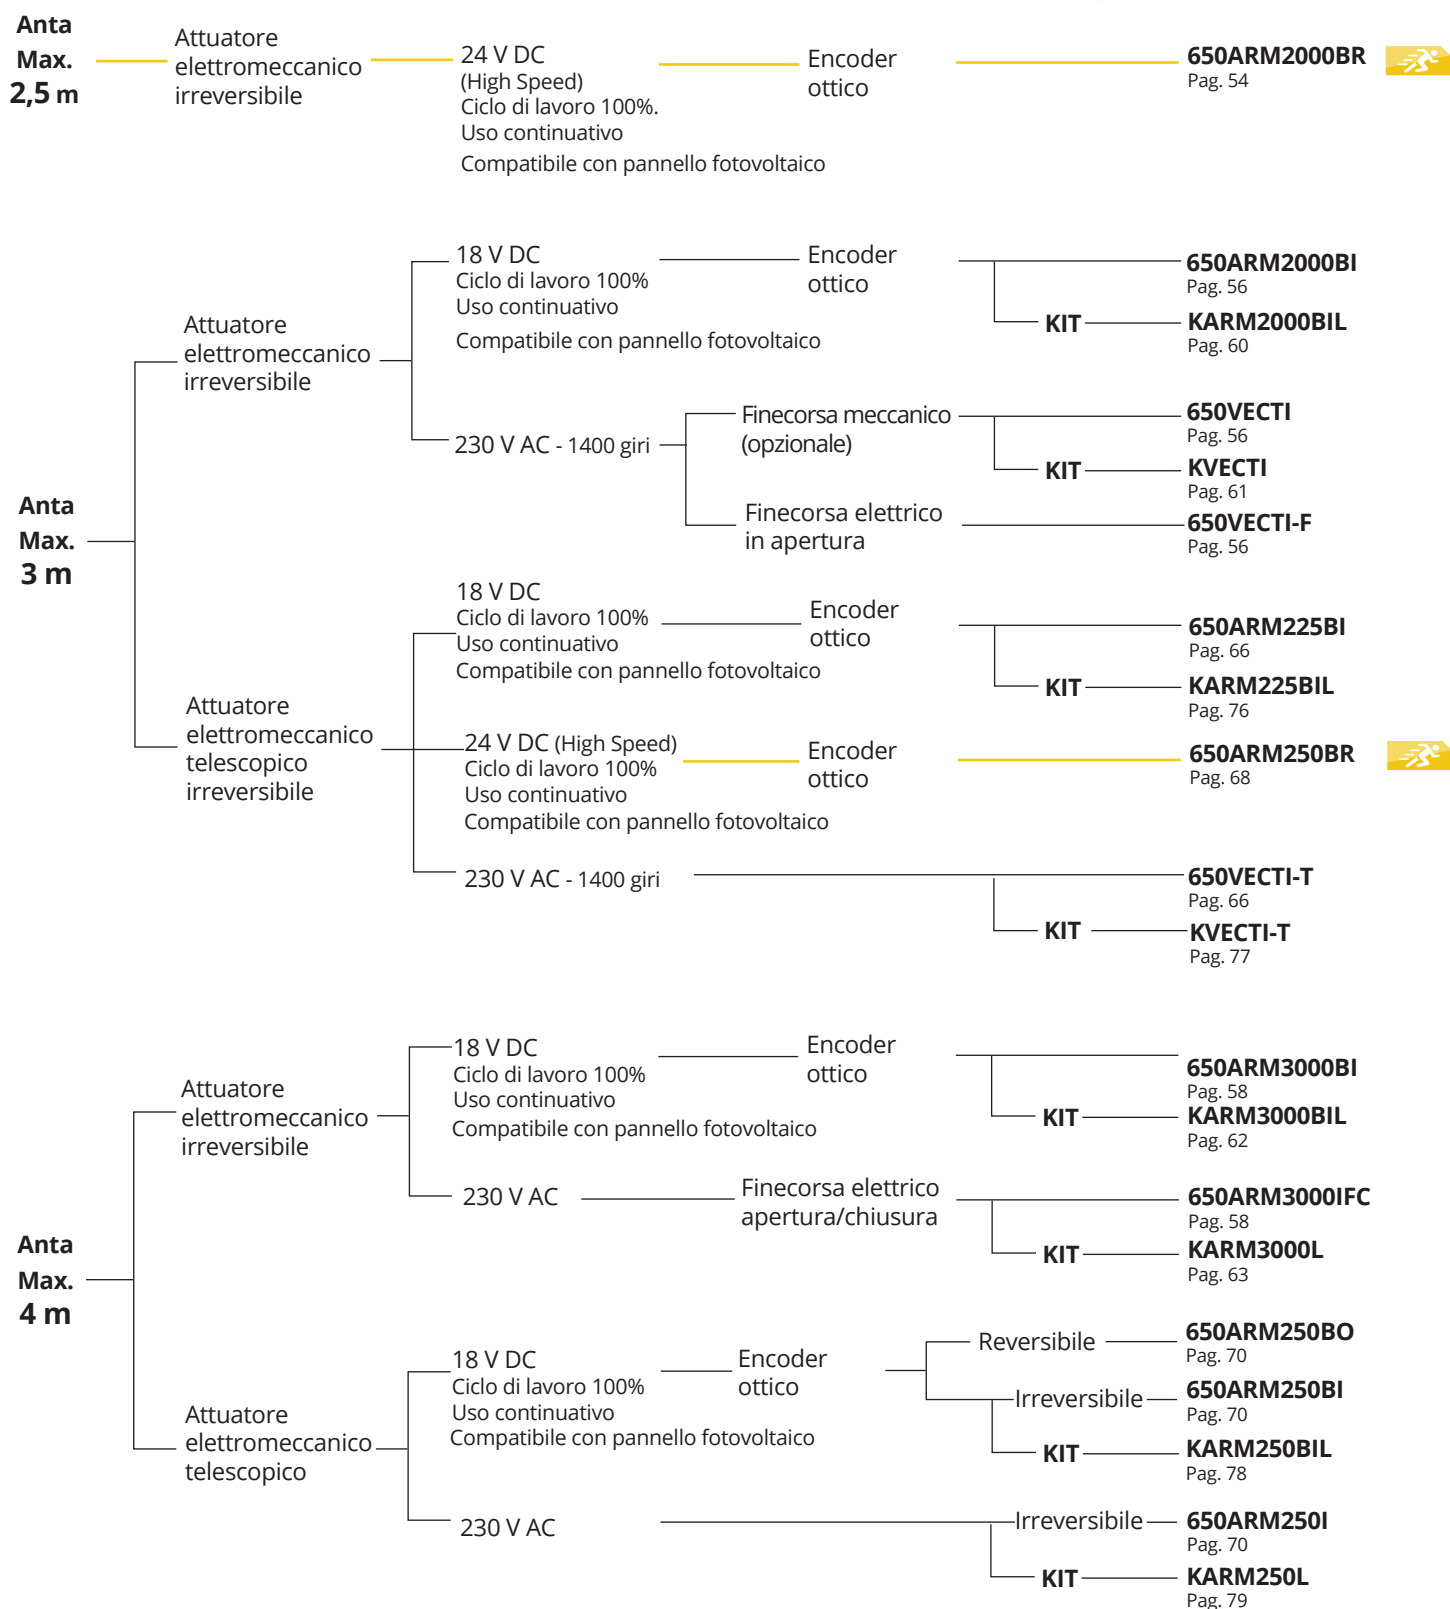 Anta
Max.
2,5 m
Attuatore
elettromeccanico
irreversibile
24 V DC
(High Speed)
Ciclo di lavoro 100%.
Uso continuativo
Compatibile con pannello fotovoltaico
Encoder
ottico
650ARM2000BR
Pag. 54
Anta
Max.
3 m
Attuatore
elettromeccanico
irreversibile
18 V DC
Ciclo di lavoro 100%
Uso continuativo
Compatibile con pannello fotovoltaico
Encoder
ottico
650ARM2000BI
Pag. 56
KIT
KARM2000BIL
Pag. 60
230 V AC - 1400 giri
Finecorsa meccanico
(opzionale)
650VECTI
Pag. 56
KIT
KVECTI
Pag. 61
Finecorsa elettrico
in apertura
650VECTI-F
Pag. 56
Attuatore
elettromeccanico
telescopico
irreversibile
18 V DC
Ciclo di lavoro 100%
Uso continuativo
Compatibile con pannello fotovoltaico
Encoder
ottico
650ARM225BI
Pag. 66
KIT
KARM225BIL
Pag. 76
24 V DC (High Speed)
Ciclo di lavoro 100%
Uso continuativo
Compatibile con pannello fotovoltaico
Encoder
ottico
650ARM250BR
Pag. 68
230 V AC - 1400 giri
650VECTI-T
Pag. 66
KIT
KVECTI-T
Pag. 77
Anta
Max.
4 m
Attuatore
elettromeccanico
irreversibile
18 V DC
Ciclo di lavoro 100%
Uso continuativo
Compatibile con pannello fotovoltaico
Encoder
ottico
650ARM3000BI
Pag. 58
KIT
KARM3000BIL
Pag. 62
230 V AC
Finecorsa elettrico
apertura/chiusura
650ARM3000IFC
Pag. 58
KIT
KARM3000L
Pag. 63
Attuatore
elettromeccanico
telescopico
18 V DC
Ciclo di lavoro 100%
Uso continuativo
Compatibile con pannello fotovoltaico
Encoder
ottico
Reversibile
650ARM250BO
Pag. 70
Irreversibile
650ARM250BI
Pag. 70
KIT
KARM250BIL
Pag. 78
230 V AC
Irreversibile
650ARM250I
Pag. 70
KIT
KARM250L
Pag. 79